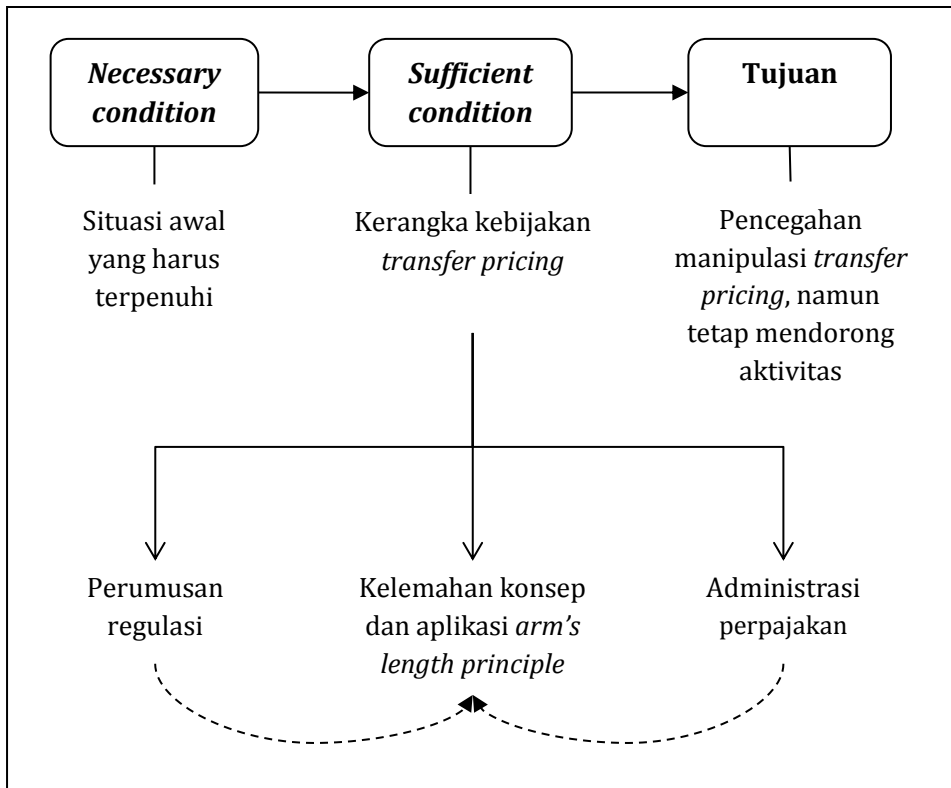 Necessary
condition
Sufficient
condition
Tujuan
Situasi awal
yang harus
terpenuhi
Kerangka kebijakan
transfer pricing
Pencegahan
manipulasi transfer
pricing, namun
tetap mendorong
aktivitas
Perumusan
regulasi
Kelemahan konsep
dan aplikasi arm’s
length principle
Administrasi
perpajakan